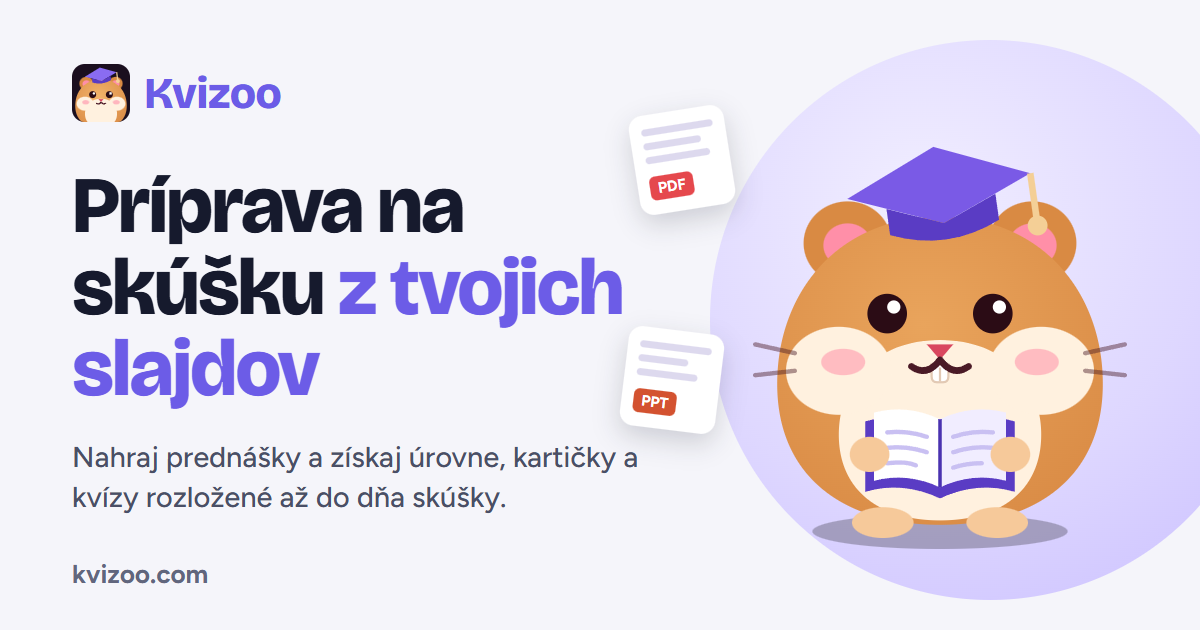 Kvizoo
Príprava na
skúšku z tvojich
slajdov
Nahraj prednášky a získaj úrovne, kartičky a
kvízy rozložené až do dňa skúšky.
kvizoo.com
PDF
PPT